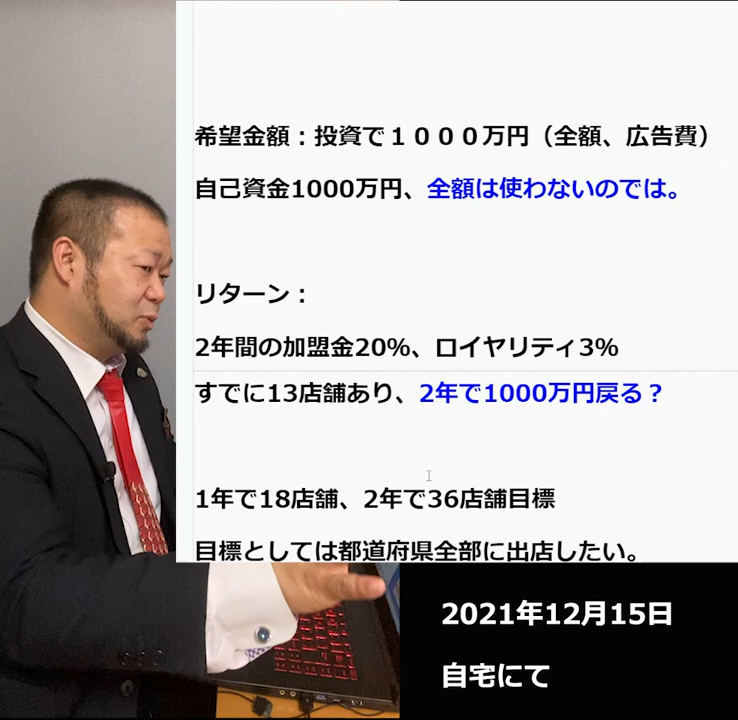 希望金額：投資で１０００万円（全額、広告費）
自己資金1000万円、全額は使わないのでは。
リターン：
2年間の加盟金20%、ロイヤリティ3%
すでに13店舗あり、2年で1000万円戻る？
1年で18店舗、2年で36店舗目標
目標としては都道府県全部に出店したい。
2021年12月15日
自宅にて